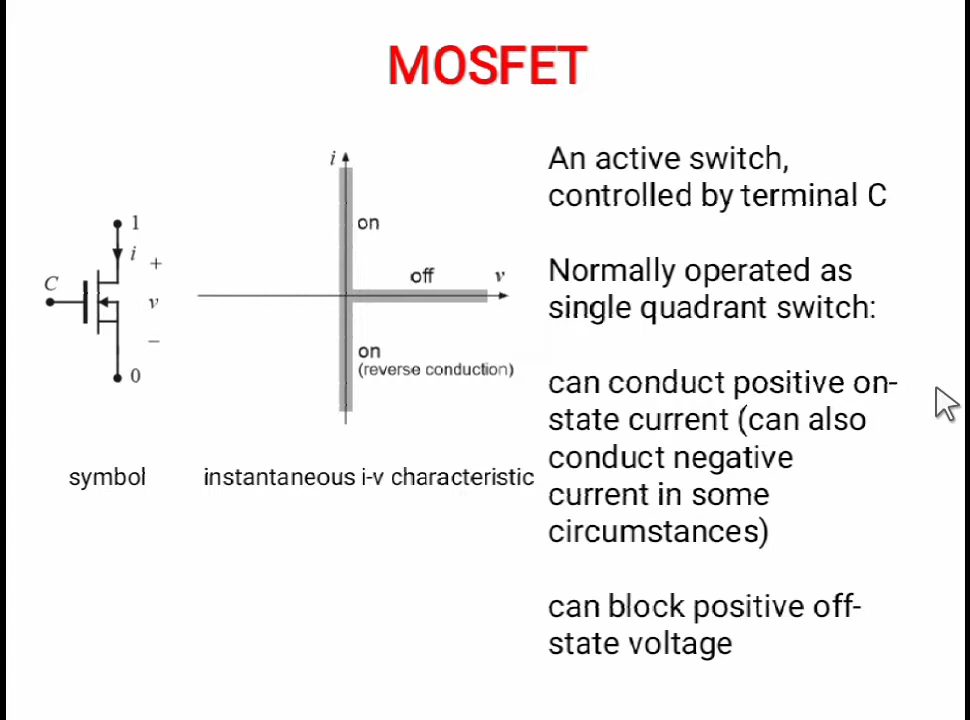 MOSFET
i
on
off
v
on
(reverse conduction)
1
i
+
C
v
−
0
symbol
instantaneous i-v characteristic
An active switch,
controlled by terminal C
Normally operated as
single quadrant switch:
can conduct positive on-
state current (can also
conduct negative
current in some
circumstances)
can block positive off-
state voltage